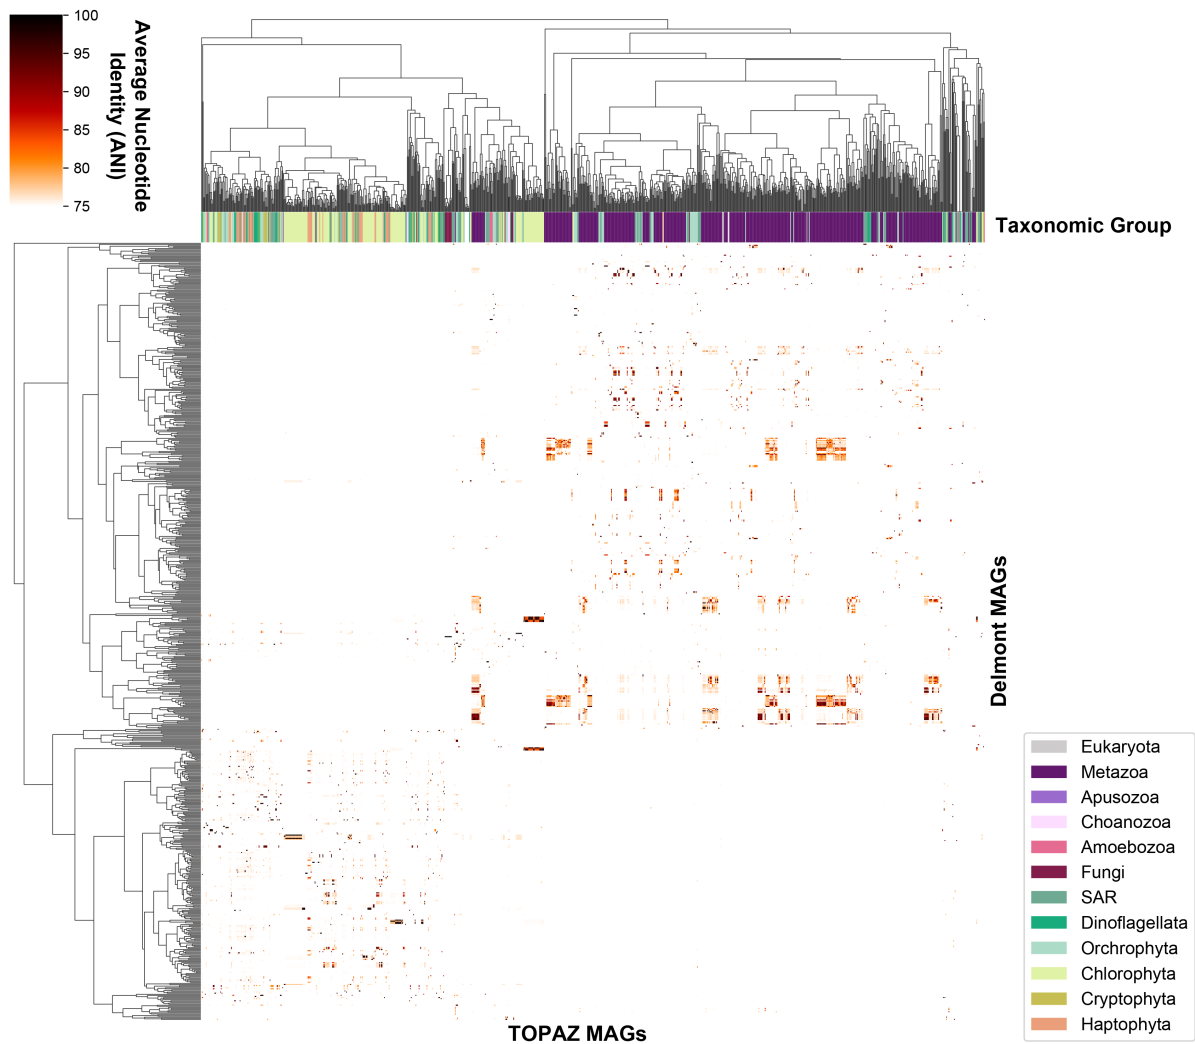 100
95
90
85
80
75
Average Nucleotide
Identity (ANI)
Taxonomic Group
Delmont MAGs
TOPAZ MAGs
Eukaryota
Metazoa
Apusozoa
Choanozoa
Amoebozoa
Fungi
SAR
Dinoflagellata
Orchrophyta
Chlorophyta
Cryptophyta
Haptophyta